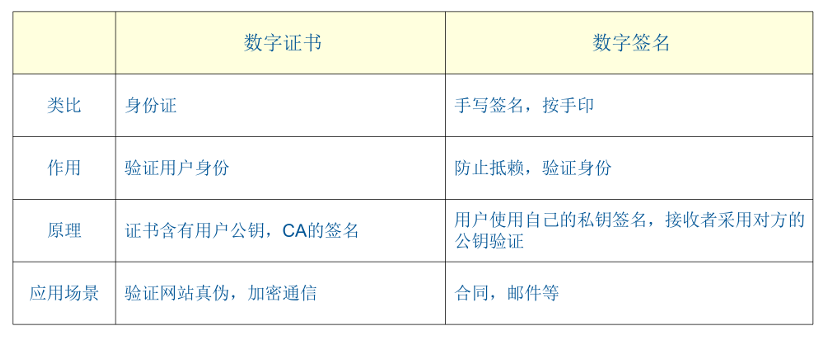 数字证书 数字签名
类比 身份证 手写签名，按手印
作用 验证用户身份 防止抵赖，验证身份
原理 证书含有用户公钥，CA的签名 用户使用自己的私钥签名，接收者采用对方的
公钥验证
应用场景 验证网站真伪，加密通信 合同，邮件等